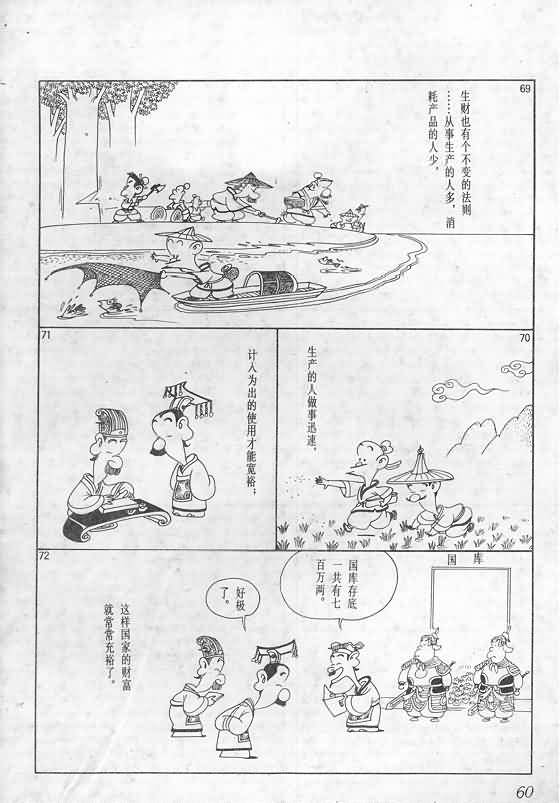 69
生财也有个不变的法则
……从事生产的人多，消
耗产品的人少。
70
生产的人做事迅速，
71
计入为出的使用才能宽裕；
72
国库
国库存底
一共有七
百万两。
好极
了。
这样国家的财富
就常常充裕了。
60